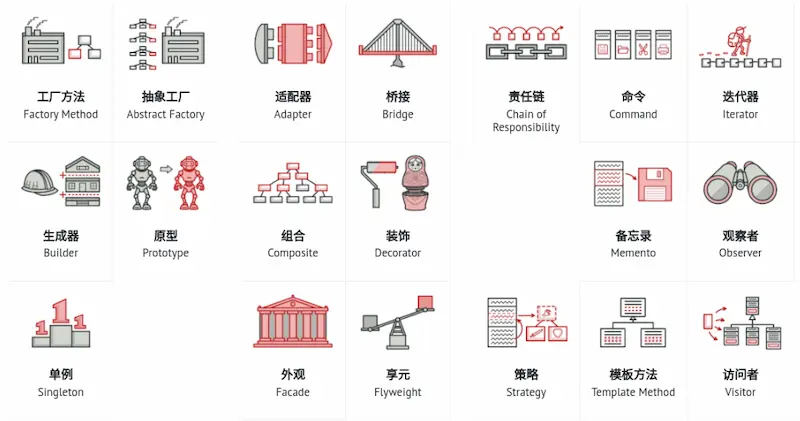 工厂方法
Factory Method
抽象工厂
Abstract Factory
适配器
Adapter
桥接
Bridge
责任链
Chain of
Responsibility
命令
Command
迭代器
Iterator
生成器
Builder
原型
Prototype
组合
Composite
装饰
Decorator
备忘录
Memento
观察者
Observer
111
单例
Singleton
外观
Facade
享元
Flyweight
策略
Strategy
模板方法
Template Method
访问者
Visitor